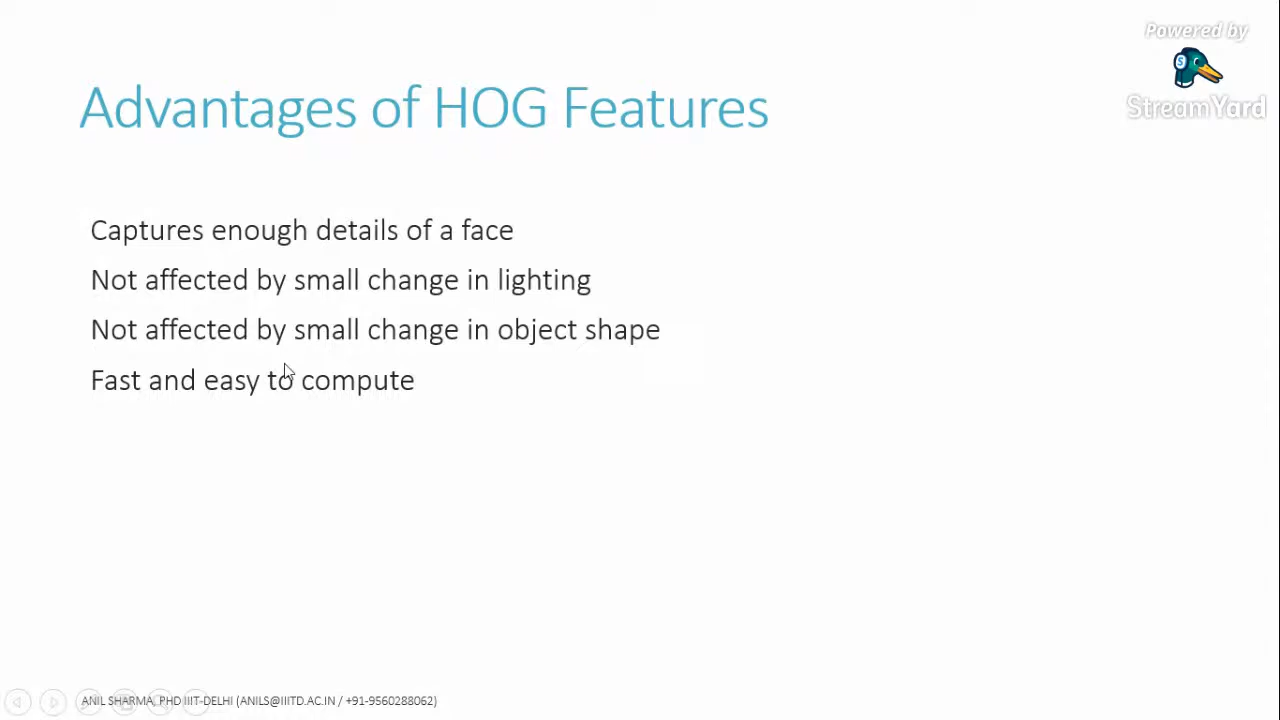 Powered by
StreamYard
Advantages of HOG Features
Captures enough details of a face
Not affected by small change in lighting
Not affected by small change in object shape
Fast and easy to compute
ANIL SHARMA, PHD IIIT-DELHI (ANILS@IIITD.AC.IN / +91-9560288062)